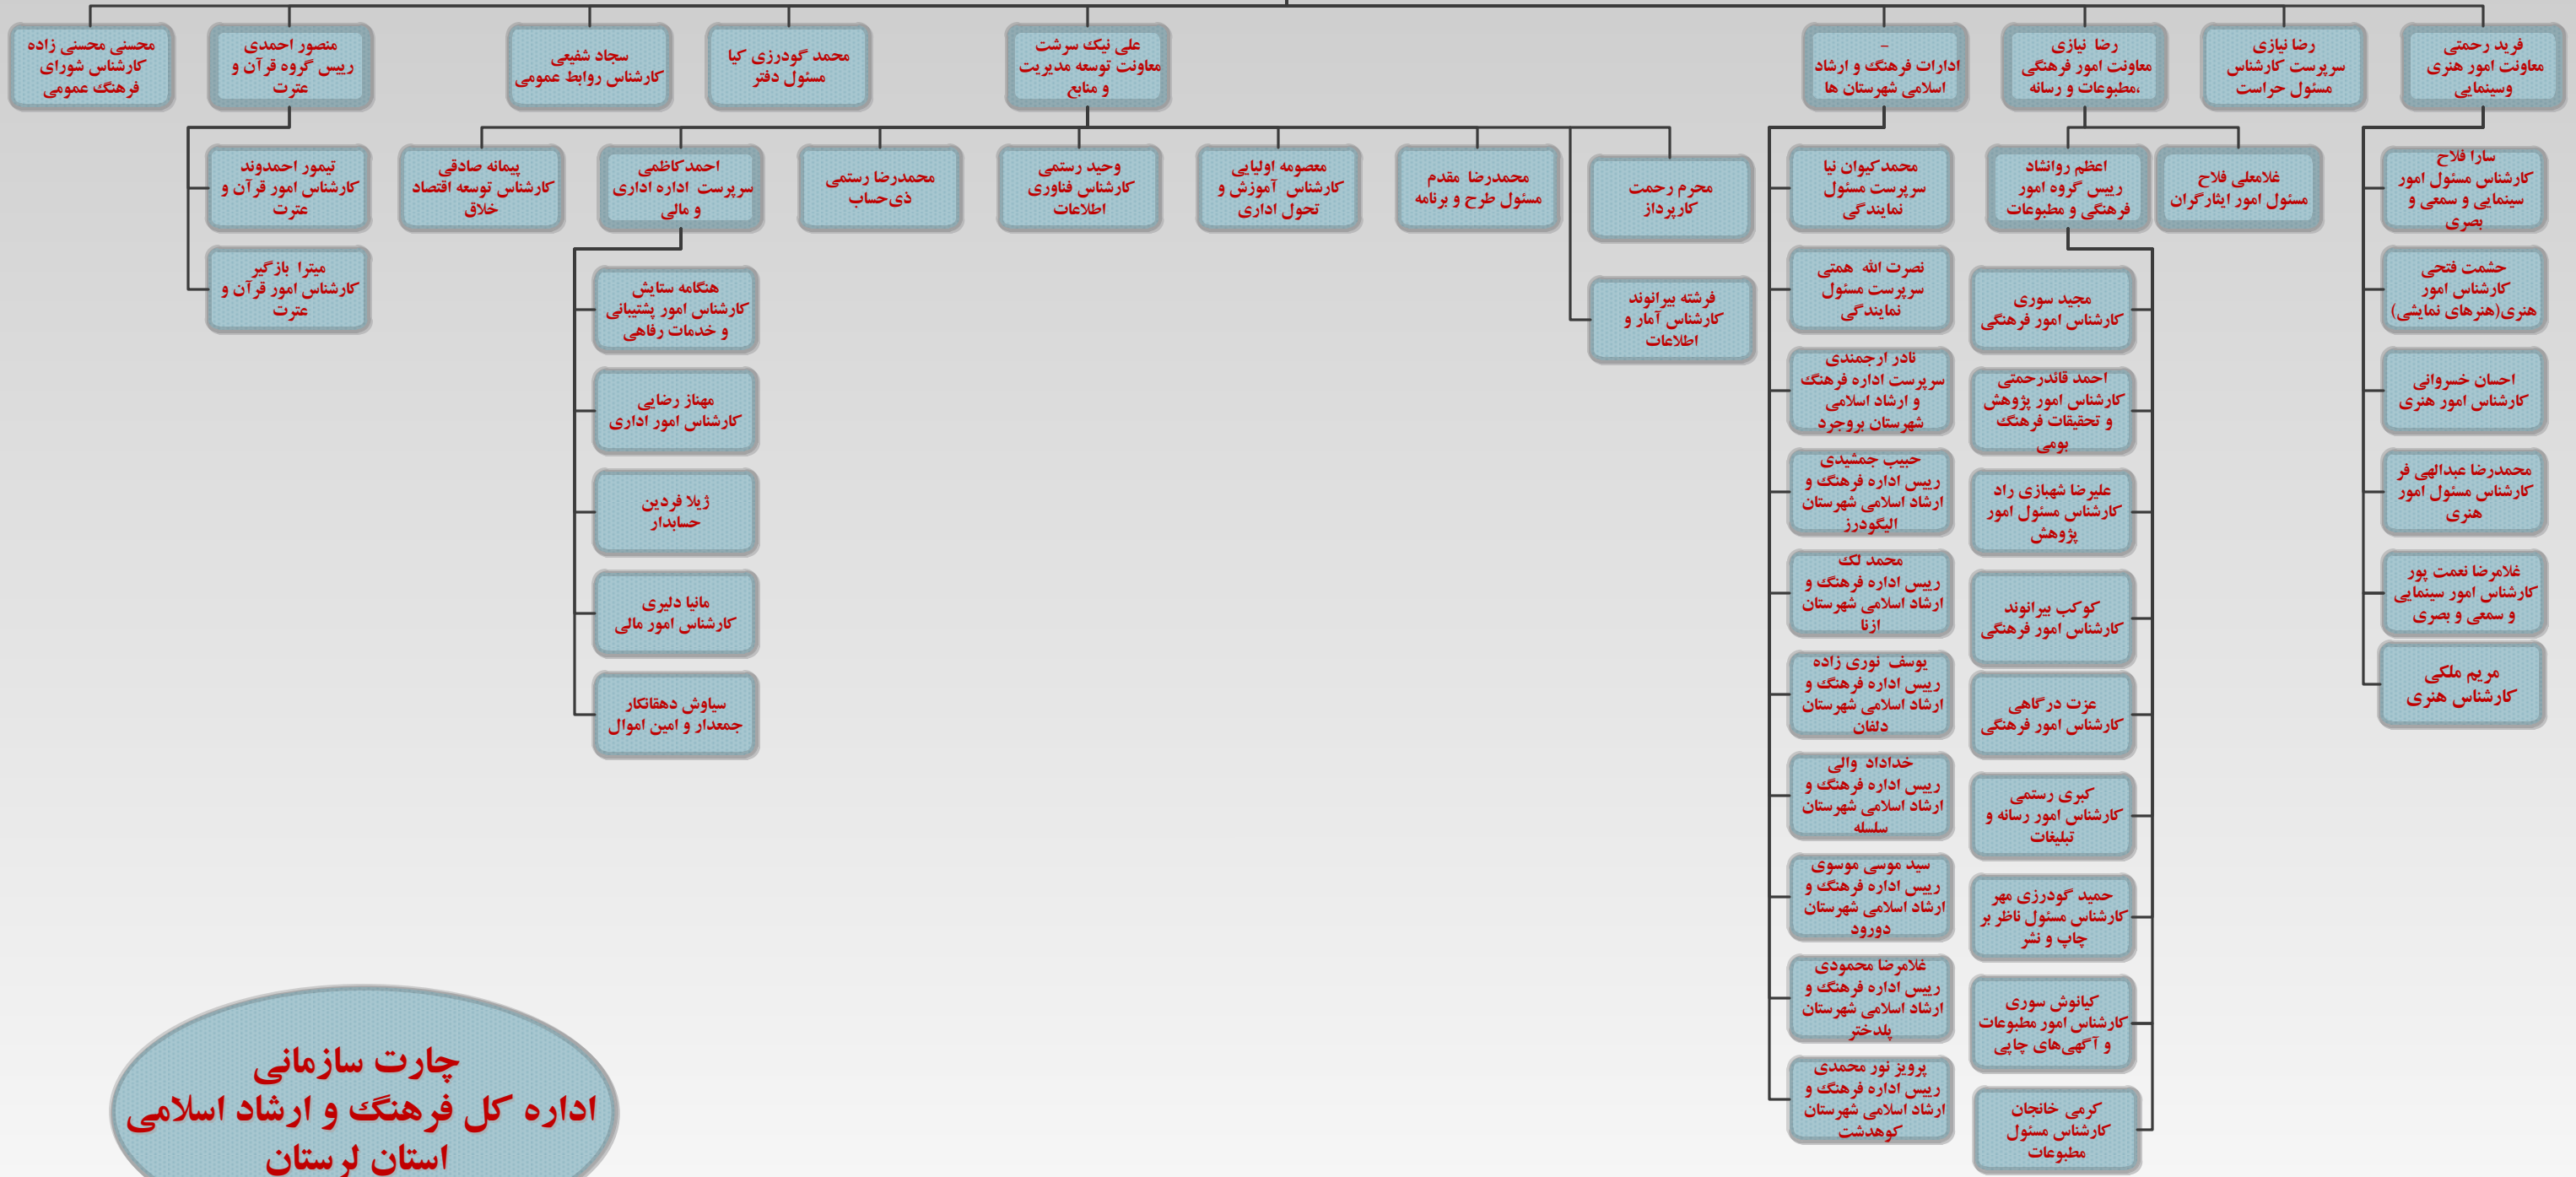 فرید رحمتی
معاونت امور هنری
وسینمایی
رضا نیازی
سرپرست کارشناس
مسئول حراست
رضا نیازی
معاونت امور فرهنگی
،مطبوعات و رسانه
–
ادارات فرهنگ و ارشاد
اسلامی شهرستان ها
علی نیک سرشت
معاونت توسعه مدیریت
و منابع
محمد گودرزی کیا
مسئول دفتر
سجاد شفیعی
کارشناس روابط عمومی
منصور احمدی
رییس گروه قرآن و
عترت
محسنی محسنی زاده
کارشناس شورای
فرهنگ عمومی
سارا فلاح
کارشناس مسئول امور
سینمایی و سمعی و
بصری
حشمت فتحی
کارشناس امور
هنری(هنرهای نمایشی)
احسان خسروانی
کارشناس امور هنری
محمدرضا عبدالهی فر
کارشناس مسئول امور
هنری
غلامرضا نعمت پور
کارشناس امور سینمایی
و سمعی و بصری
مریم ملکی
کارشناس هنری
غلامعلی فلاح
مسئول امور ایثارگران
اعظم روانشاد
رییس گروه امور
فرهنگی و مطبوعات
مجید سوری
کارشناس امور فرهنگی
احمد قائدرحمتی
کارشناس امور پژوهش
و تحقیقات فرهنگ
بومی
علیرضا شهبازی راد
کارشناس مسئول امور
پژوهش
کوکب بیرانوند
کارشناس امور فرهنگی
عزت درگاهی
کارشناس امور فرهنگی
کبری رستمی
کارشناس امور رسانه و
تبلیغات
حمید گودرزی مهر
کارشناس مسئول ناظر بر
چاپ و نشر
کیانوش سوری
کارشناس امور مطبوعات
و آگهی‌های چاپی
کرمی خانجان
کارشناس مسئول
مطبوعات
محمدکیوان نیا
سرپرست مسئول
نمایندگی
نصرت الله همتی
سرپرست مسئول
نمایندگی
نادر ارجمندی
سرپرست اداره فرهنگ
و ارشاد اسلامی
شهرستان بروجرد
حبیب جمشیدی
رییس اداره فرهنگ و
ارشاد اسلامی شهرستان
الیگودرز
محمد لک
رییس اداره فرهنگ و
ارشاد اسلامی شهرستان
ازنا
یوسف نوری زاده
رییس اداره فرهنگ و
ارشاد اسلامی شهرستان
دلفان
خداداد والی
رییس اداره فرهنگ و
ارشاد اسلامی شهرستان
سلسله
سید موسی موسوی
رییس اداره فرهنگ و
ارشاد اسلامی شهرستان
دورود
غلامرضا محمودی
رییس اداره فرهنگ و
ارشاد اسلامی شهرستان
پلدختر
پرویز نور محمدی
رییس اداره فرهنگ و
ارشاد اسلامی شهرستان
کوهدشت
محرم رحمت
کارپرداز
فرشته بیرانوند
کارشناس آمار و
اطلاعات
محمدرضا مقدم
مسئول طرح و برنامه
معصومه اولیایی
کارشناس آموزش و
تحول اداری
وحید رستمی
کارشناس فناوری
اطلاعات
محمدرضا رستمی
ذی‌حساب
احمدکاظمی
سرپرست اداره اداری
و مالی
پیمانه صادقی
کارشناس توسعه اقتصاد
خلاق
هنگامه ستایش
کارشناس امور پشتیبانی
و خدمات رفاهی
مهناز رضایی
کارشناس امور اداری
ژیلا فردین
حسابدار
مانیا دلیری
کارشناس امور مالی
سیاوش دهقانکار
جمعدار و امین اموال
تیمور احمدوند
کارشناس امور قرآن و
عترت
میترا بازگیر
کارشناس امور قرآن و
عترت
چارت سازمانی
اداره کل فرهنگ و ارشاد اسلامی
استان لرستان